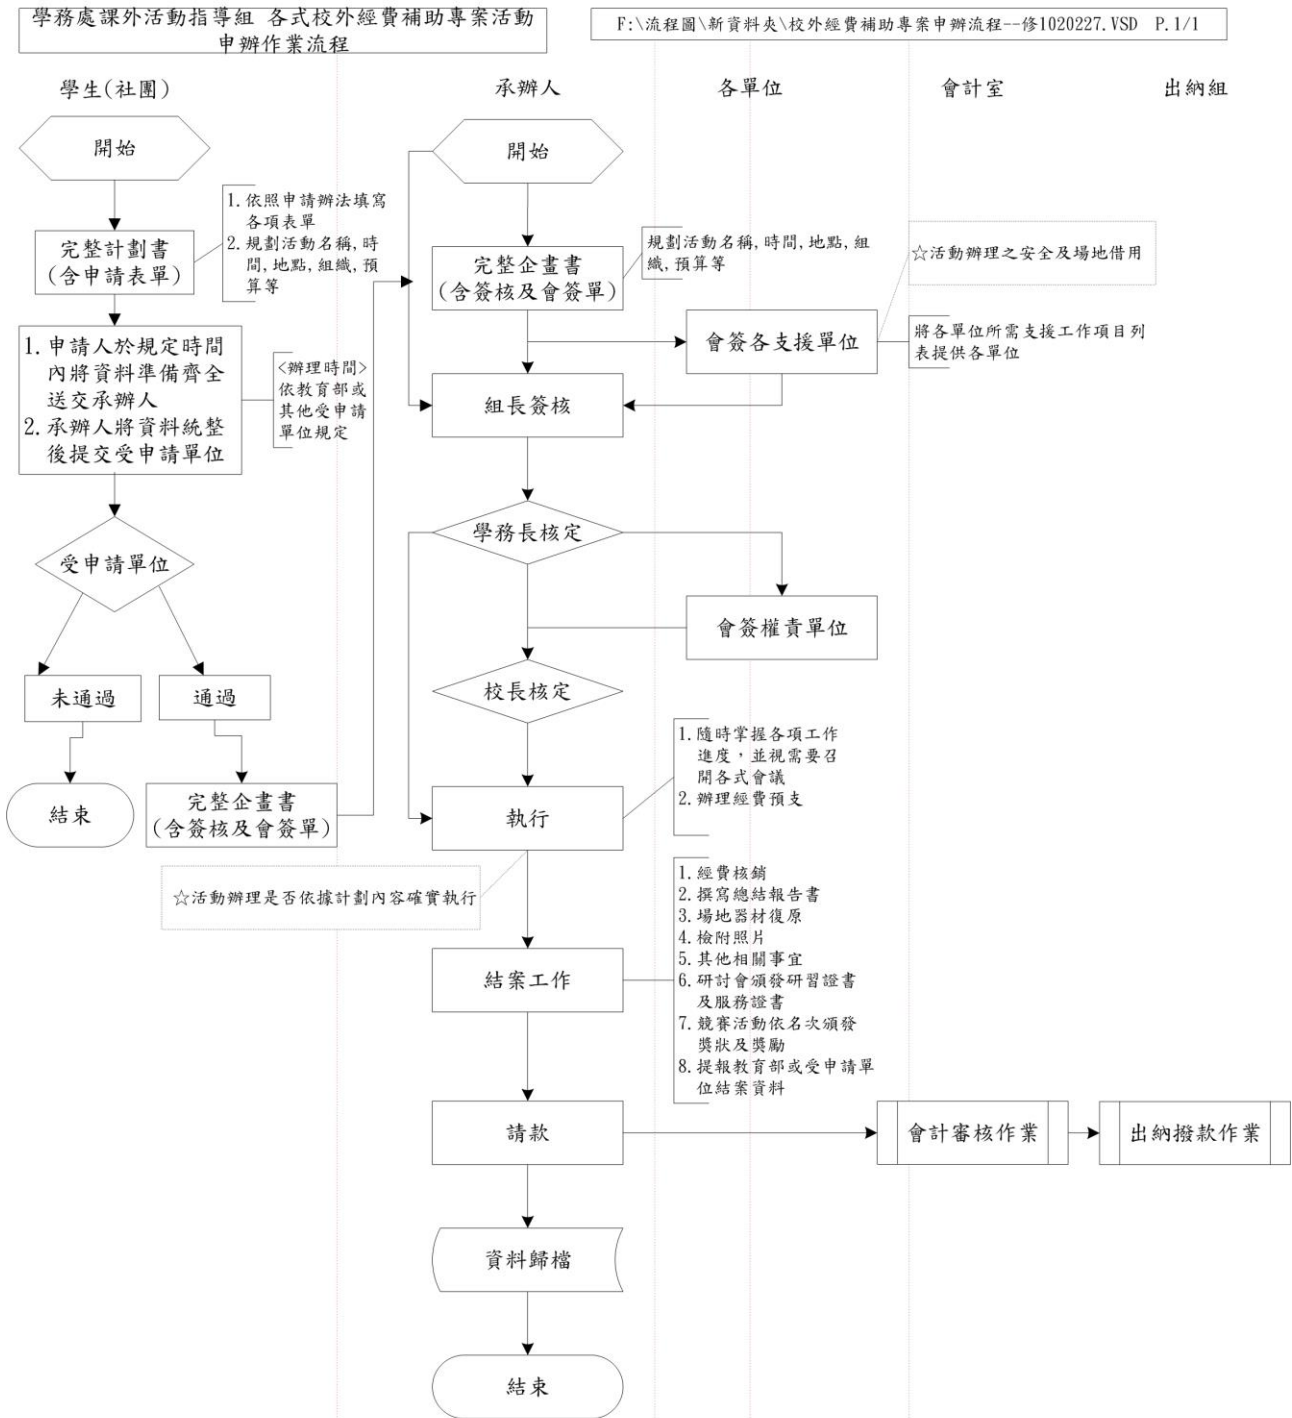 學務處課外活動指導組 各式校外經費補助專案活動
申辦作業流程
F:\流程圖\新資料夾\校外經費補助專案申辦流程--修1020227.VSD P.1/1
學生(社團)
承辦人
各單位
會計室
出納組
開始
完整計劃書
(含申請表單)
1. 依照申請辦法填寫
各項表單
2. 規劃活動名稱,時
間,地點,組織,預
算等
1. 申請人於規定時間
內將資料準備齊全
送交承辦人
2. 承辦人將資料統整
後提交受申請單位
<辦理時間>
依教育部或
其他受申請
單位規定
受申請單位
未通過
通過
結束
完整企畫書
(含簽核及會簽單)
開始
完整企畫書
(含簽核及會簽單)
規劃活動名稱,時間,地點,組
織,預算等
☆活動辦理之安全及場地借用
會簽各支援單位
將各單位所需支援工作項目列
表提供各單位
組長簽核
學務長核定
會簽權責單位
校長核定
執行
1. 隨時掌握各項工作
進度，並視需要召
開各式會議
2. 辦理經費預支
☆活動辦理是否依據計劃內容確實執行
結案工作
1. 經費核銷
2. 撰寫總結報告書
3. 場地器材復原
4. 檢附照片
5. 其他相關事宜
6. 研討會頒發研習證書
及服務證書
7. 競賽活動依名次頒發
獎狀及獎勵
8. 提報教育部或受申請單
位結案資料
請款
會計審核作業
出納撥款作業
資料歸檔
結束